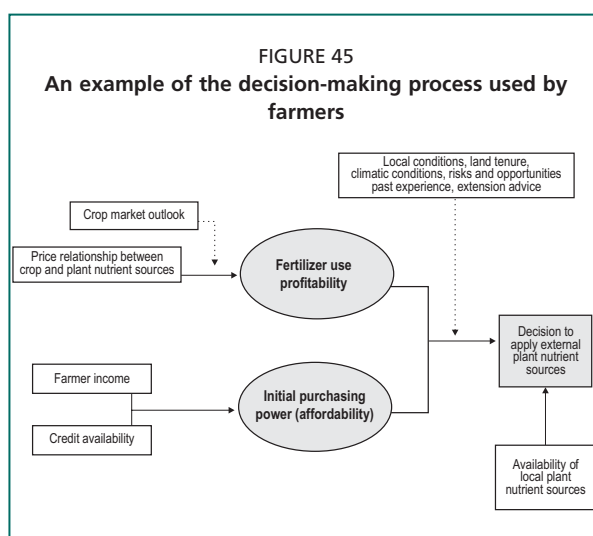 FIGURE 45
An example of the decision-making process used by
farmers
Local conditions, land tenure,
climatic conditions, risks and opportunities
past experience, extension advice
Crop market outlook
Price relationship between
crop and plant nutrient sources
Fertilizer use
profitability
Decision to
apply external
plant nutrient
sources
Farmer income
Initial purchasing
power (affordability)
Credit availability
Availability of
local plant
nutrient sources